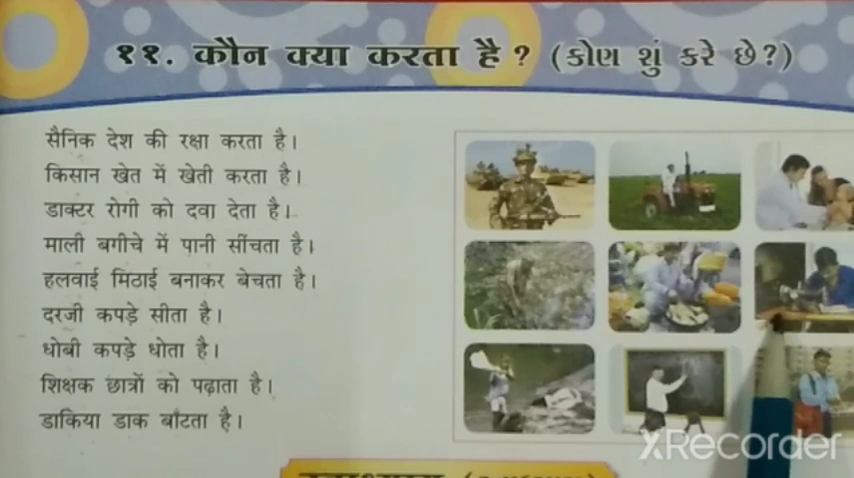 ११. कौन क्या करता है ? (કોણ શું કરે છે?)
सैनिक देश की रक्षा करता है।
किसान खेत में खेती करता है।
डाक्टर रोगी को दवा देता है।
माली बगीचे में पानी सींचता है।
हलवाई मिठाई बनाकर बेचता है।
दरजी कपड़े सीता है।
धोबी कपड़े धोता है।
शिक्षक छात्रों को पढ़ाता है।
डाकिया डाक बाँटता है।
XRecorder